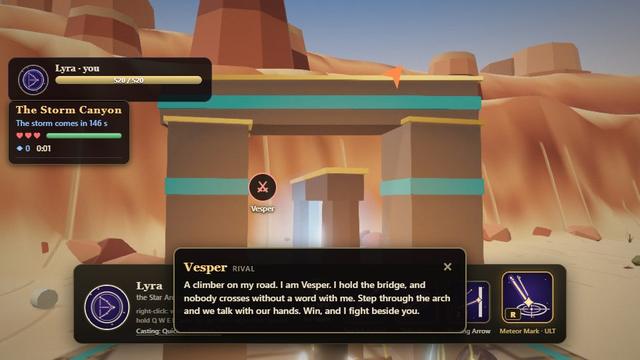 Lyra · you
520 / 520
The Storm Canyon
The storm comes in 146 s
0 0:01
Vesper
Vesper RIVAL
A climber on my road. I am Vesper. I hold the bridge, and
nobody crosses without a word with me. Step through the arch
and we talk with our hands. Win, and I fight beside you.
Lyra
the Star
right-click:
hold Q W E
Casting:
Arrow
R
Meteor Mark · ULT